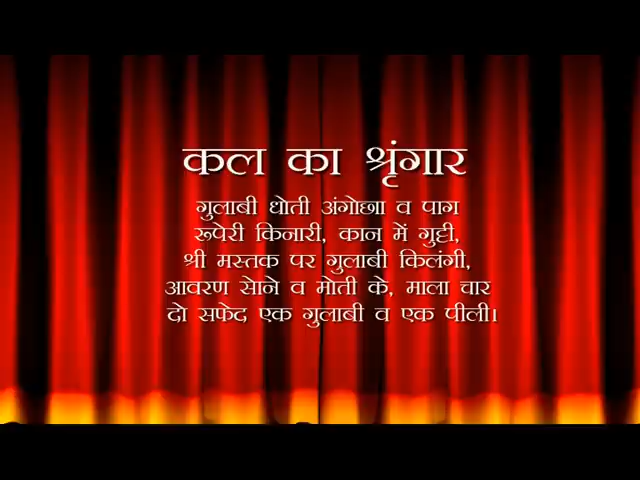 कल का श्रृंगार
गुलाबी धोती अंगोछा व पाग
रूपेरी किनारी, कान में गुट्टी,
श्री मस्तक पर गुलाबी किलंगी,
आवरण सोने व मोती के, माला चार
दो सफेद एक गुलाबी व एक पीली।